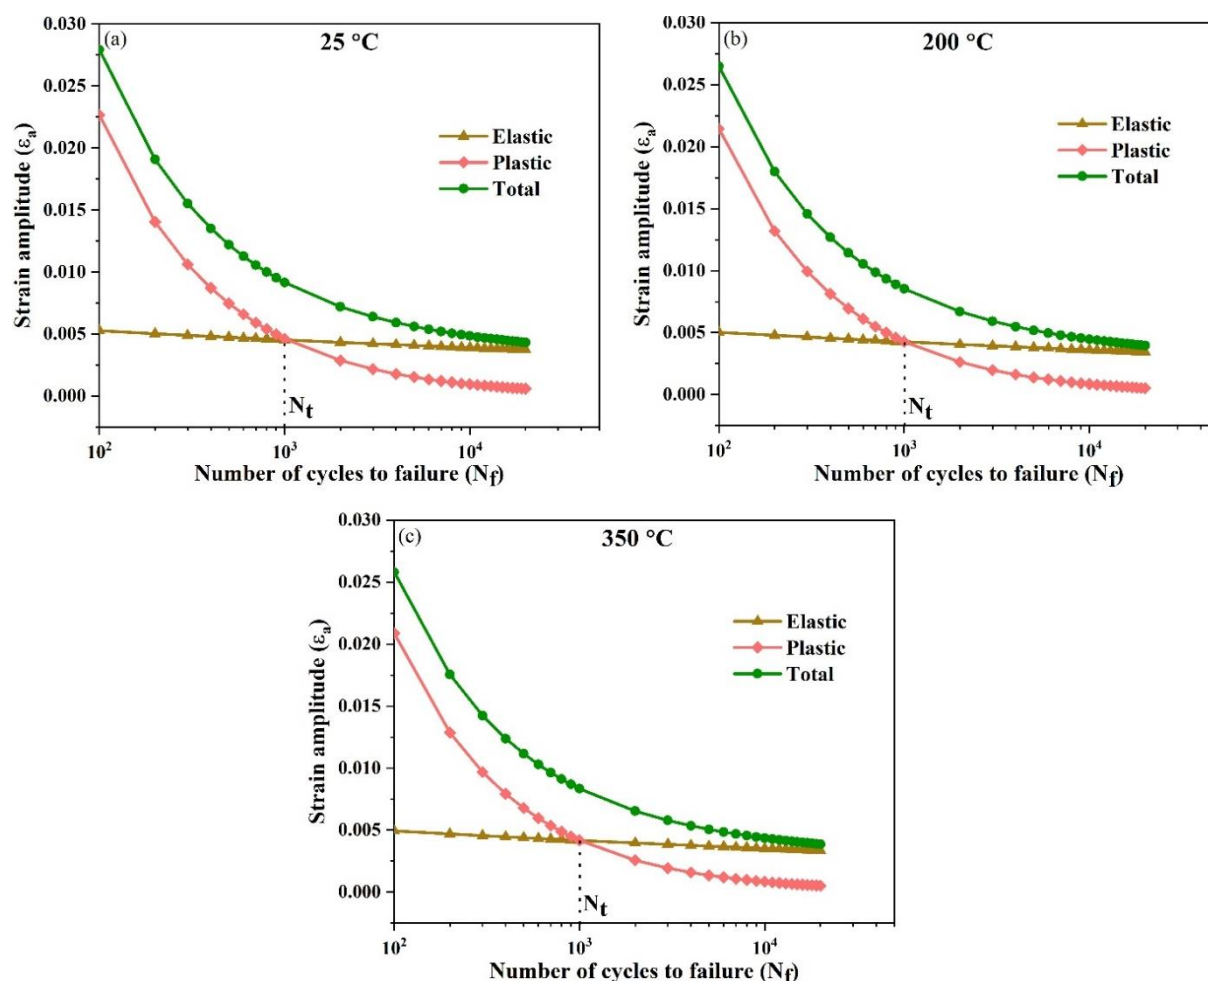 (a)
25 °C
0.030
0.025
0.020
0.015
0.010
0.005
0.000
Strain amplitude (εa)
Elastic
Plastic
Total
Nt
10²
10³
10⁴
Number of cycles to failure (Nf)
(b)
200 °C
0.030
0.025
0.020
0.015
0.010
0.005
0.000
Strain amplitude (εa)
Elastic
Plastic
Total
Nt
10²
10³
10⁴
Number of cycles to failure (Nf)
(c)
350 °C
0.030
0.025
0.020
0.015
0.010
0.005
0.000
Strain amplitude (εa)
Elastic
Plastic
Total
Nt
10²
10³
10⁴
Number of cycles to failure (Nf)